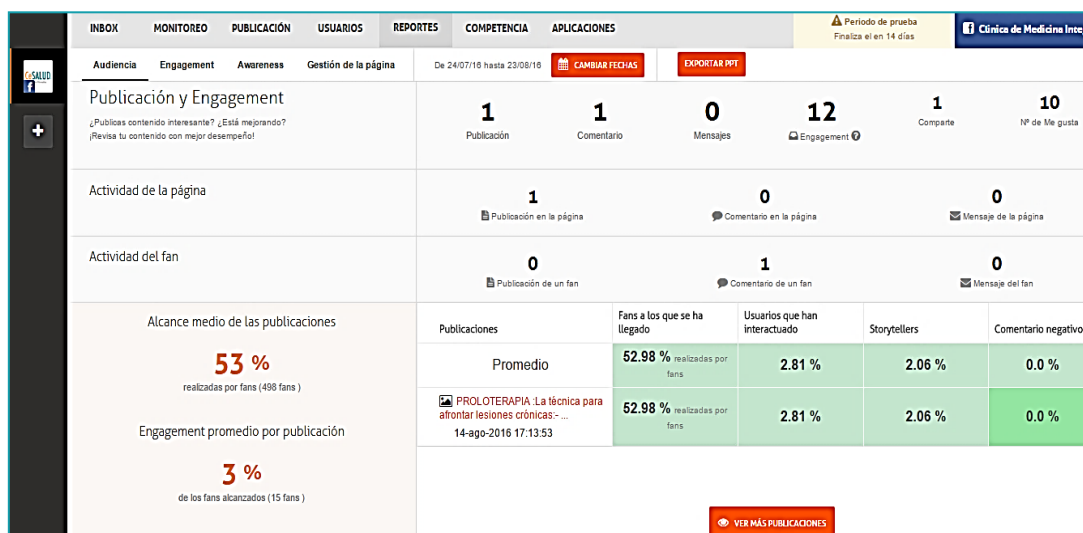 INBOX MONITOREO PUBLICACIÓN USUARIOS REPORTES COMPETENCIA APLICACIONES
Periodo de prueba
Finaliza el en 14 días
Clínica de Medicina Inte
CeSALUD
Audiencia Engagement Awareness Gestión de la página De 24/07/16 hasta 23/08/16 CAMBIAR FECHAS EXPORTAR PPT
Publicación y Engagement
¿Publicas contenido interesante? ¿Está mejorando?
¡Revisa tu contenido con mejor desempeño!
1 1 0 12 1 10
Publicación Comentario Mensajes Engagement Comparte Nº de Me gusta
Actividad de la página
1 0 0
Publicación en la página Comentario en la página Mensaje de la página
Actividad del fan
0 1 0
Publicación de un fan Comentario de un fan Mensaje del fan
Alcance medio de las publicaciones
53 %
realizadas por fans (498 fans )
Engagement promedio por publicación
3 %
de los fans alcanzados (15 fans )
Publicaciones Fans a los que se ha llegado Usuarios que han interactuado Storytellers Comentario negativo
Promedio 52.98 % realizadas por fans 2.81 % 2.06 % 0.0 %
PROLOTERAPIA :La técnica para
afrontar lesiones crónicas:- ...
14-ago-2016 17:13:53
52.98 % realizadas por fans 2.81 % 2.06 % 0.0 %
VER MÁS PUBLICACIONES